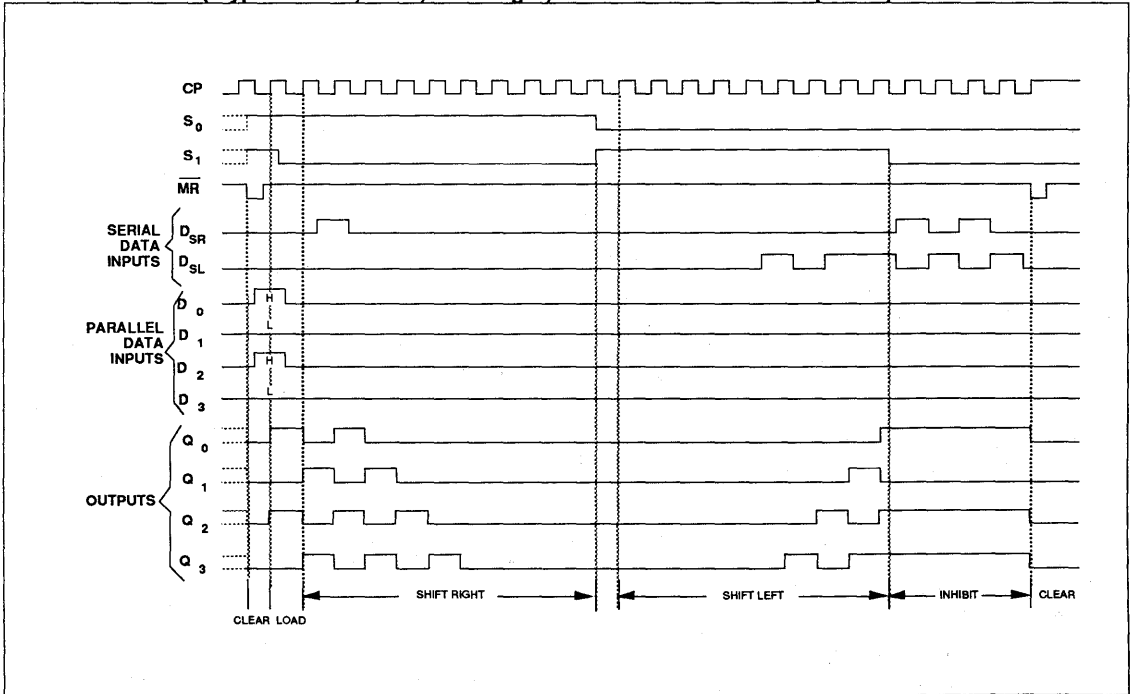 CP
S0
S1
MR
SERIAL DATA INPUTS
DSR
DSL
PARALLEL DATA INPUTS
D0
H
L
D1
D2
H
L
D3
OUTPUTS
Q0
Q1
Q2
Q3
CLEAR LOAD
SHIFT RIGHT
SHIFT LEFT
INHIBIT
CLEAR